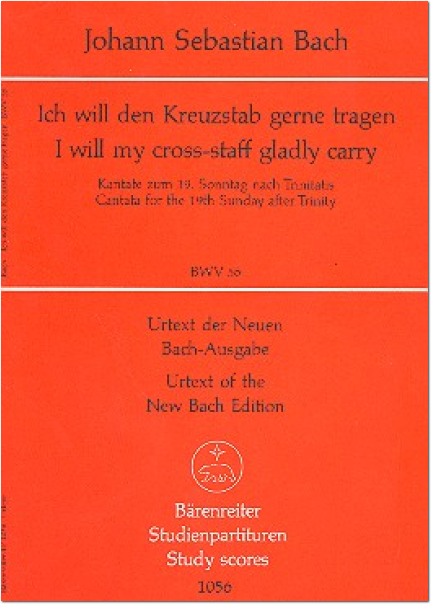 Johann Sebastian Bach
Ich will den Kreuzstab gerne tragen
I will my cross-staff gladly carry
Kantate zum 19. Sonntag nach Trinitatis
Cantata for the 19th Sunday after Trinity
BWV 56
Urtext der Neuen
Bach-Ausgabe
Urtext of the
New Bach Edition
Bärenreiter
Studienpartituren
Study scores
1056